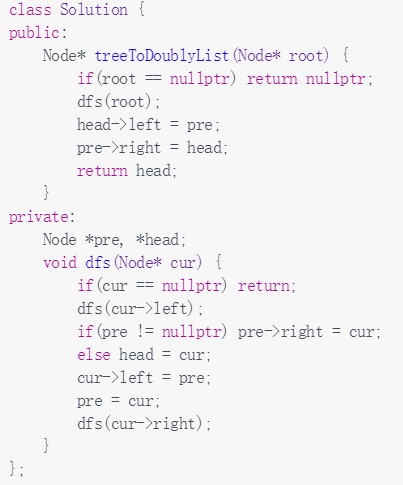 class Solution {
public:
    Node* treeToDoublyList(Node* root) {
        if(root == nullptr) return nullptr;
        dfs(root);
        head->left = pre;
        pre->right = head;
        return head;
    }
private:
    Node *pre, *head;
    void dfs(Node* cur) {
        if(cur == nullptr) return;
        dfs(cur->left);
        if(pre != nullptr) pre->right = cur;
        else head = cur;
        cur->left = pre;
        pre = cur;
        dfs(cur->right);
    }
};